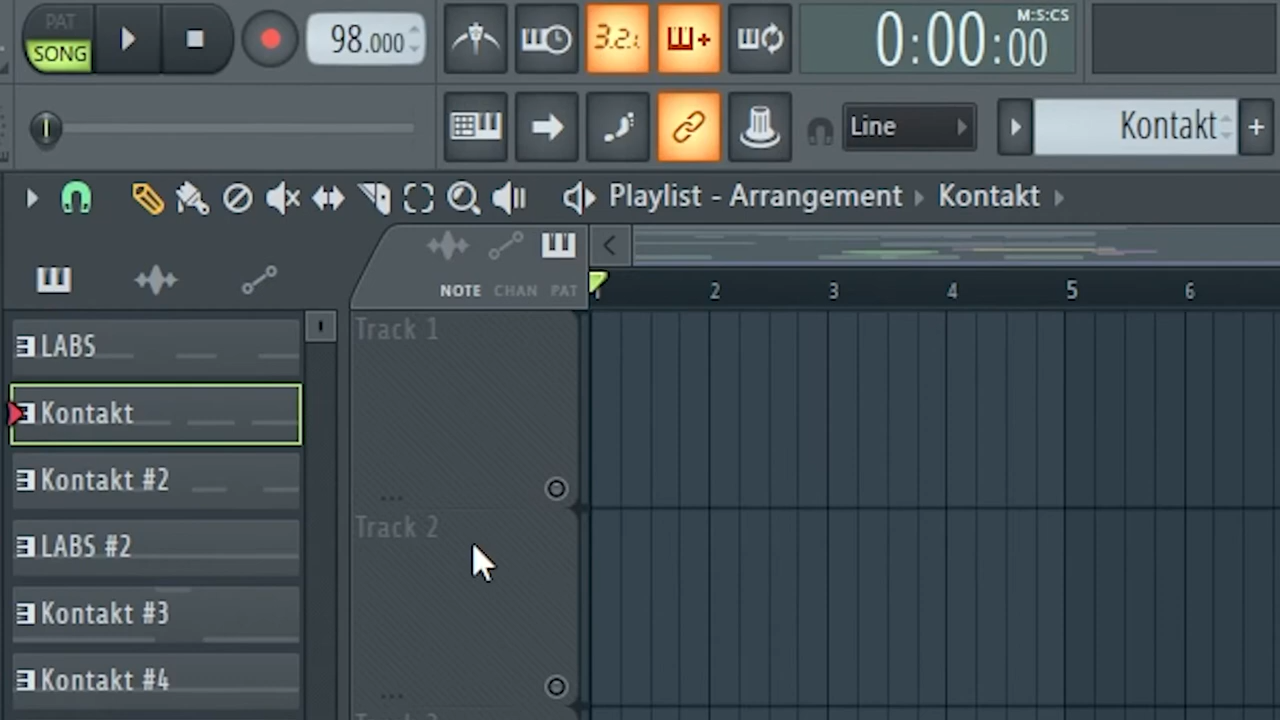 PAT
SONG
98.000
3.2.
M:S:CS
0:00:00
Line
Kontakt
+
Playlist - Arrangement
Kontakt
NOTE CHAN PAT
1 2 3 4 5 6
LABS
Kontakt
Kontakt #2
LABS #2
Kontakt #3
Kontakt #4
Track 1
Track 2